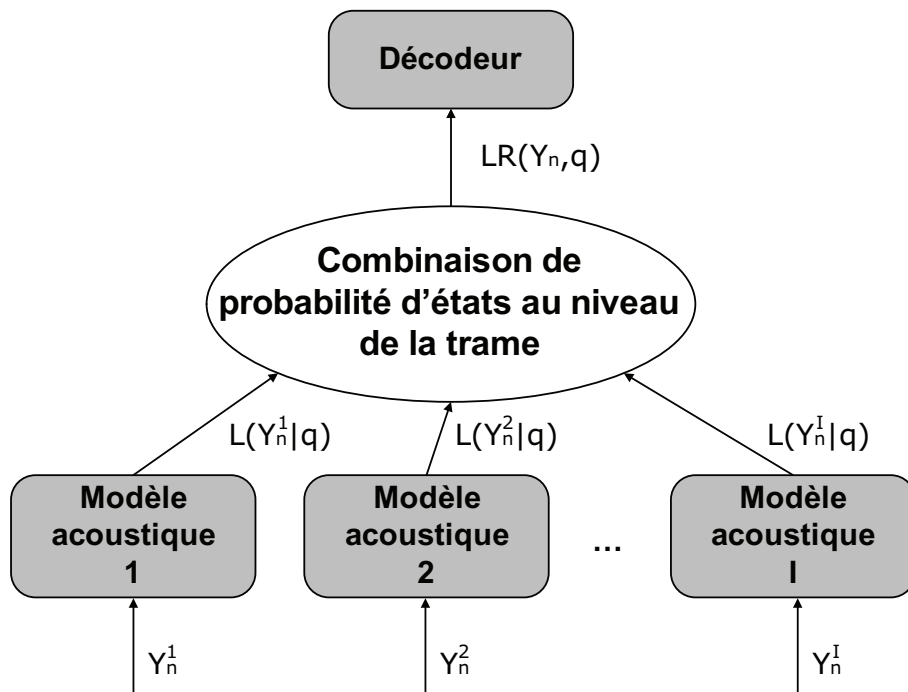 Décodeur
LR(Yn,q)
Combinaison de
probabilité d'états au niveau
de la trame
L(Y¹ₙ|q)
L(Y²ₙ|q)
L(Yᴵₙ|q)
Modèle
acoustique
1
Modèle
acoustique
2
...
Modèle
acoustique
I
Y¹ₙ
Y²ₙ
Yᴵₙ